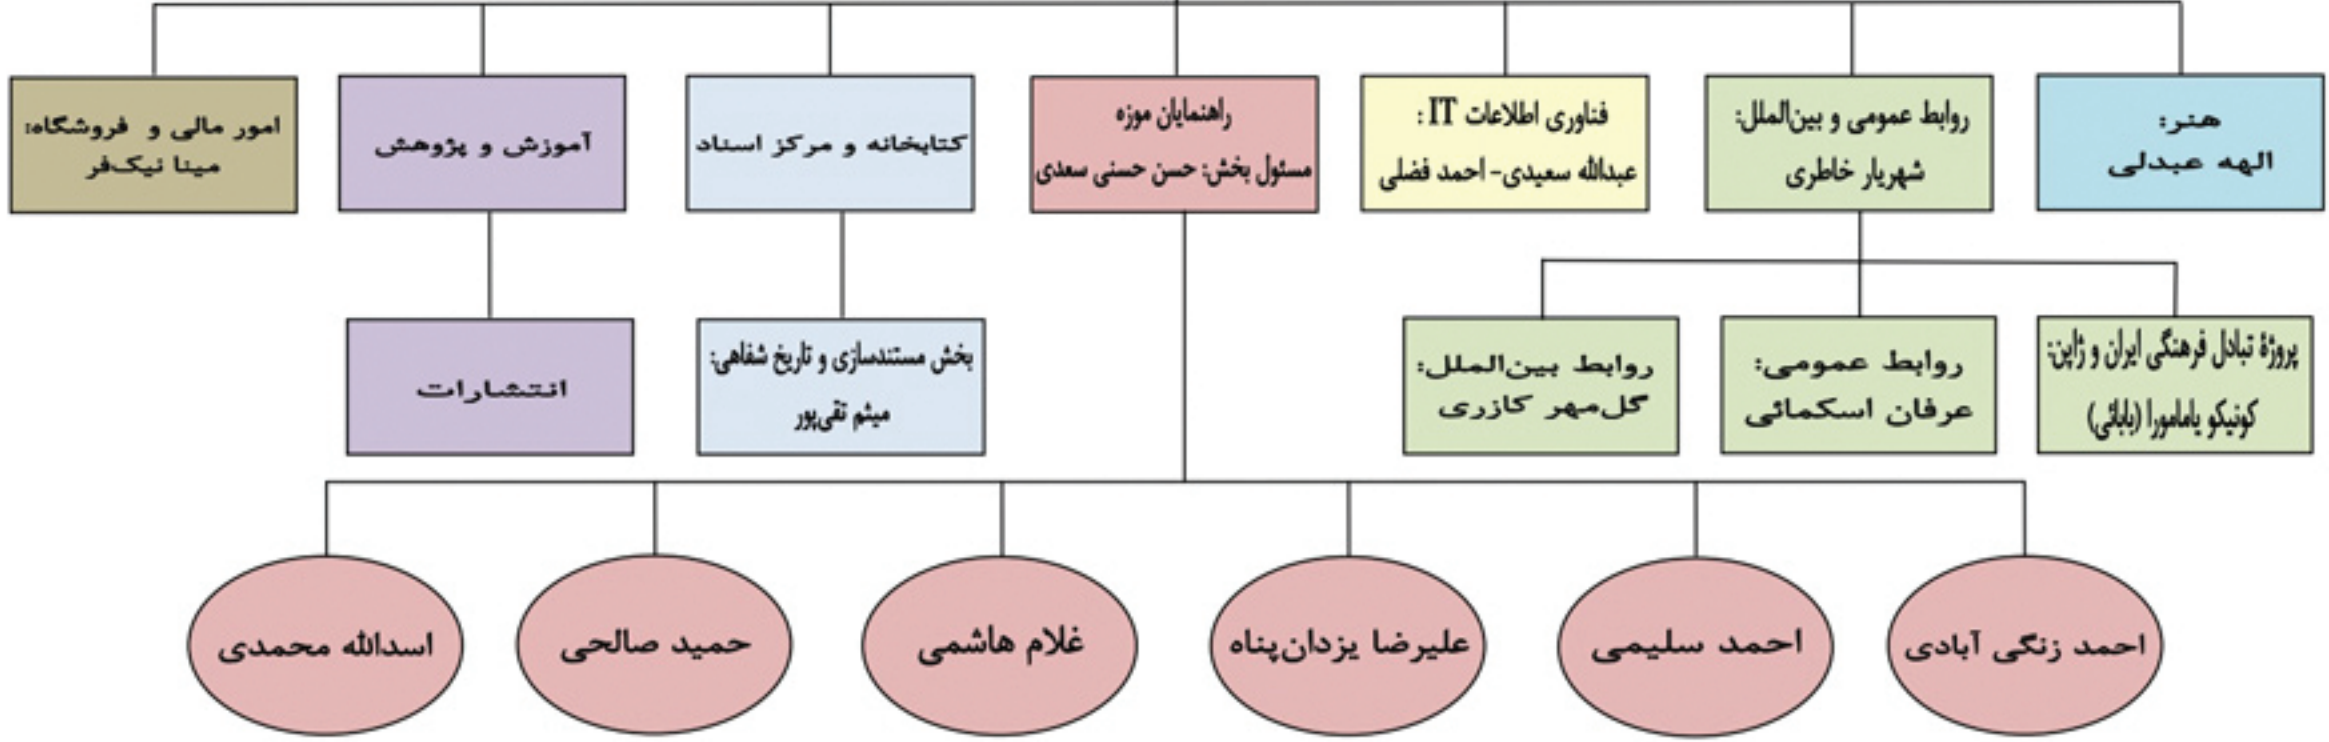 هنر:
الهه عبدلی
روابط عمومی و بین‌الملل:
شهریار خاطری
فناوری اطلاعات IT :
عبدالله سعیدی- احمد فضلی
راهنمایان موزه
مسئول بخش: حسن حسنی سعدی
کتابخانه و مرکز اسناد
آموزش و پژوهش
امور مالی و فروشگاه:
مینا نیک‌فر
پروژهٔ تبادل فرهنگی ایران و ژاپن:
کونیکو یامامورا (بابائی)
روابط عمومی:
عرفان اسکمائی
روابط بین‌الملل:
گل‌مهر کازری
بخش مستندسازی و تاریخ شفاهی:
میثم تقی‌پور
انتشارات
احمد زنگی آبادی
احمد سلیمی
علیرضا یزدان‌پناه
غلام هاشمی
حمید صالحی
اسدالله محمدی